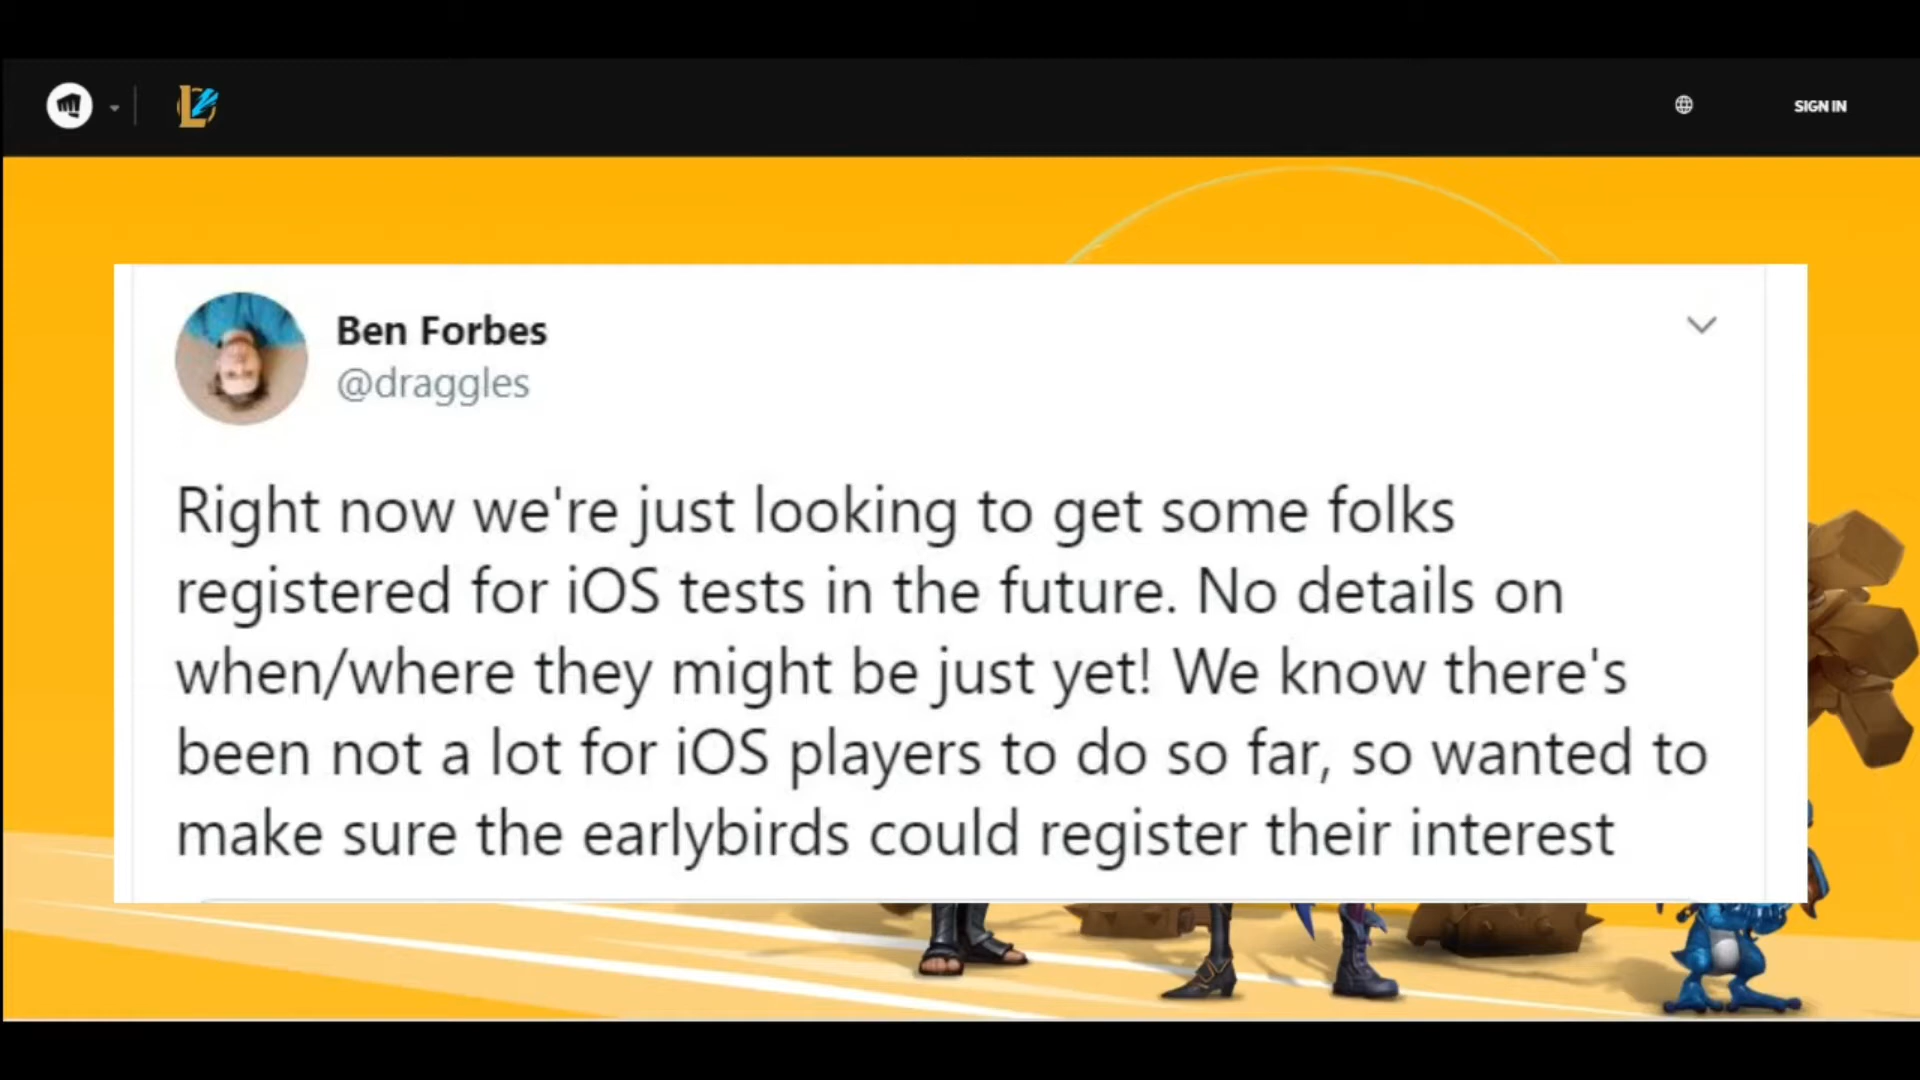 SIGN IN
Ben Forbes
@draggles
Right now we're just looking to get some folks
registered for iOS tests in the future. No details on
when/where they might be just yet! We know there's
been not a lot for iOS players to do so far, so wanted to
make sure the earlybirds could register their interest